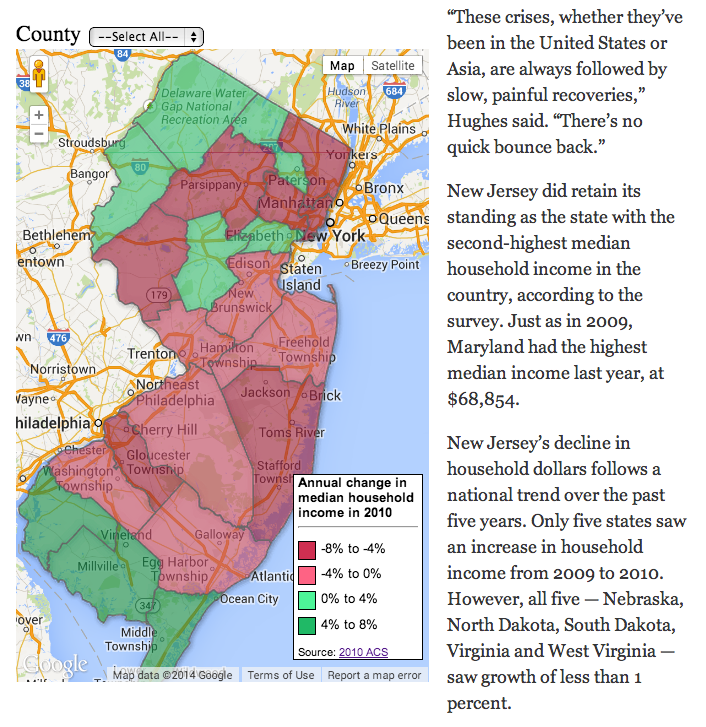 County --Select All--
Map Satellite
84
38
684
80
287
179
476
347
Delaware Water
Gap National
Recreation Area
Hudson
River
White Plains
Stroudsburg
Yonkers
Bangor
Parsippany
Paterson
Bronx
Manhattan
Queens
Bethlehem
Elizabeth
New York
entown
Edison
Staten
Island
Breezy Point
New
Brunswick
Freehold
Township
Trenton
Hamilton
Township
wn
Norristown
Northeast
Philadelphia
Jackson
Brick
Wayne
hiladelphia
Cherry Hill
Toms River
Chester
Gloucester
Township
Washington
Township
Stafford
Townsh
Vineland
Galloway
Millville
Egg Harbor
Township
Atlantic
Ocean City
over
Middle
Township
Annual change in
median household
income in 2010
-8% to -4%
-4% to 0%
0% to 4%
4% to 8%
Source: 2010 ACS
Google
Map data ©2014 Google Terms of Use Report a map error
“These crises, whether they’ve
been in the United States or
Asia, are always followed by
slow, painful recoveries,”
Hughes said. “There’s no
quick bounce back.”
New Jersey did retain its
standing as the state with the
second-highest median
household income in the
country, according to the
survey. Just as in 2009,
Maryland had the highest
median income last year, at
$68,854.
New Jersey’s decline in
household dollars follows a
national trend over the past
five years. Only five states saw
an increase in household
income from 2009 to 2010.
However, all five — Nebraska,
North Dakota, South Dakota,
Virginia and West Virginia —
saw growth of less than 1
percent.